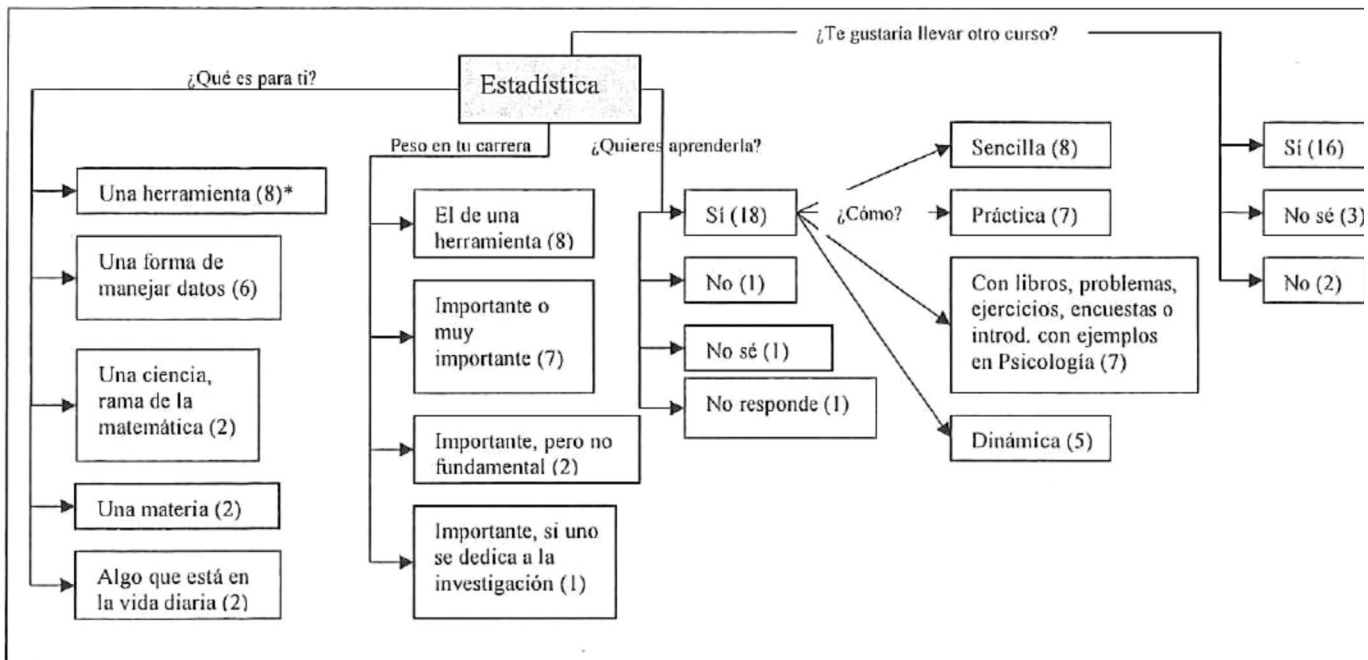 ¿Te gustaría llevar otro curso?
¿Qué es para ti?
Estadística
Peso en tu carrera
¿Quieres aprenderla?
Una herramienta (8)*
Una forma de
manejar datos (6)
Una ciencia,
rama de la
matemática (2)
Una materia (2)
Algo que está en
la vida diaria (2)
El de una
herramienta (8)
Importante o
muy
importante (7)
Importante, pero no
fundamental (2)
Importante, si uno
se dedica a la
investigación (1)
Sí (18)
No (1)
No sé (1)
No responde (1)
¿Cómo?
Sencilla (8)
Práctica (7)
Con libros, problemas,
ejercicios, encuestas o
introd. con ejemplos
en Psicología (7)
Dinámica (5)
Sí (16)
No sé (3)
No (2)